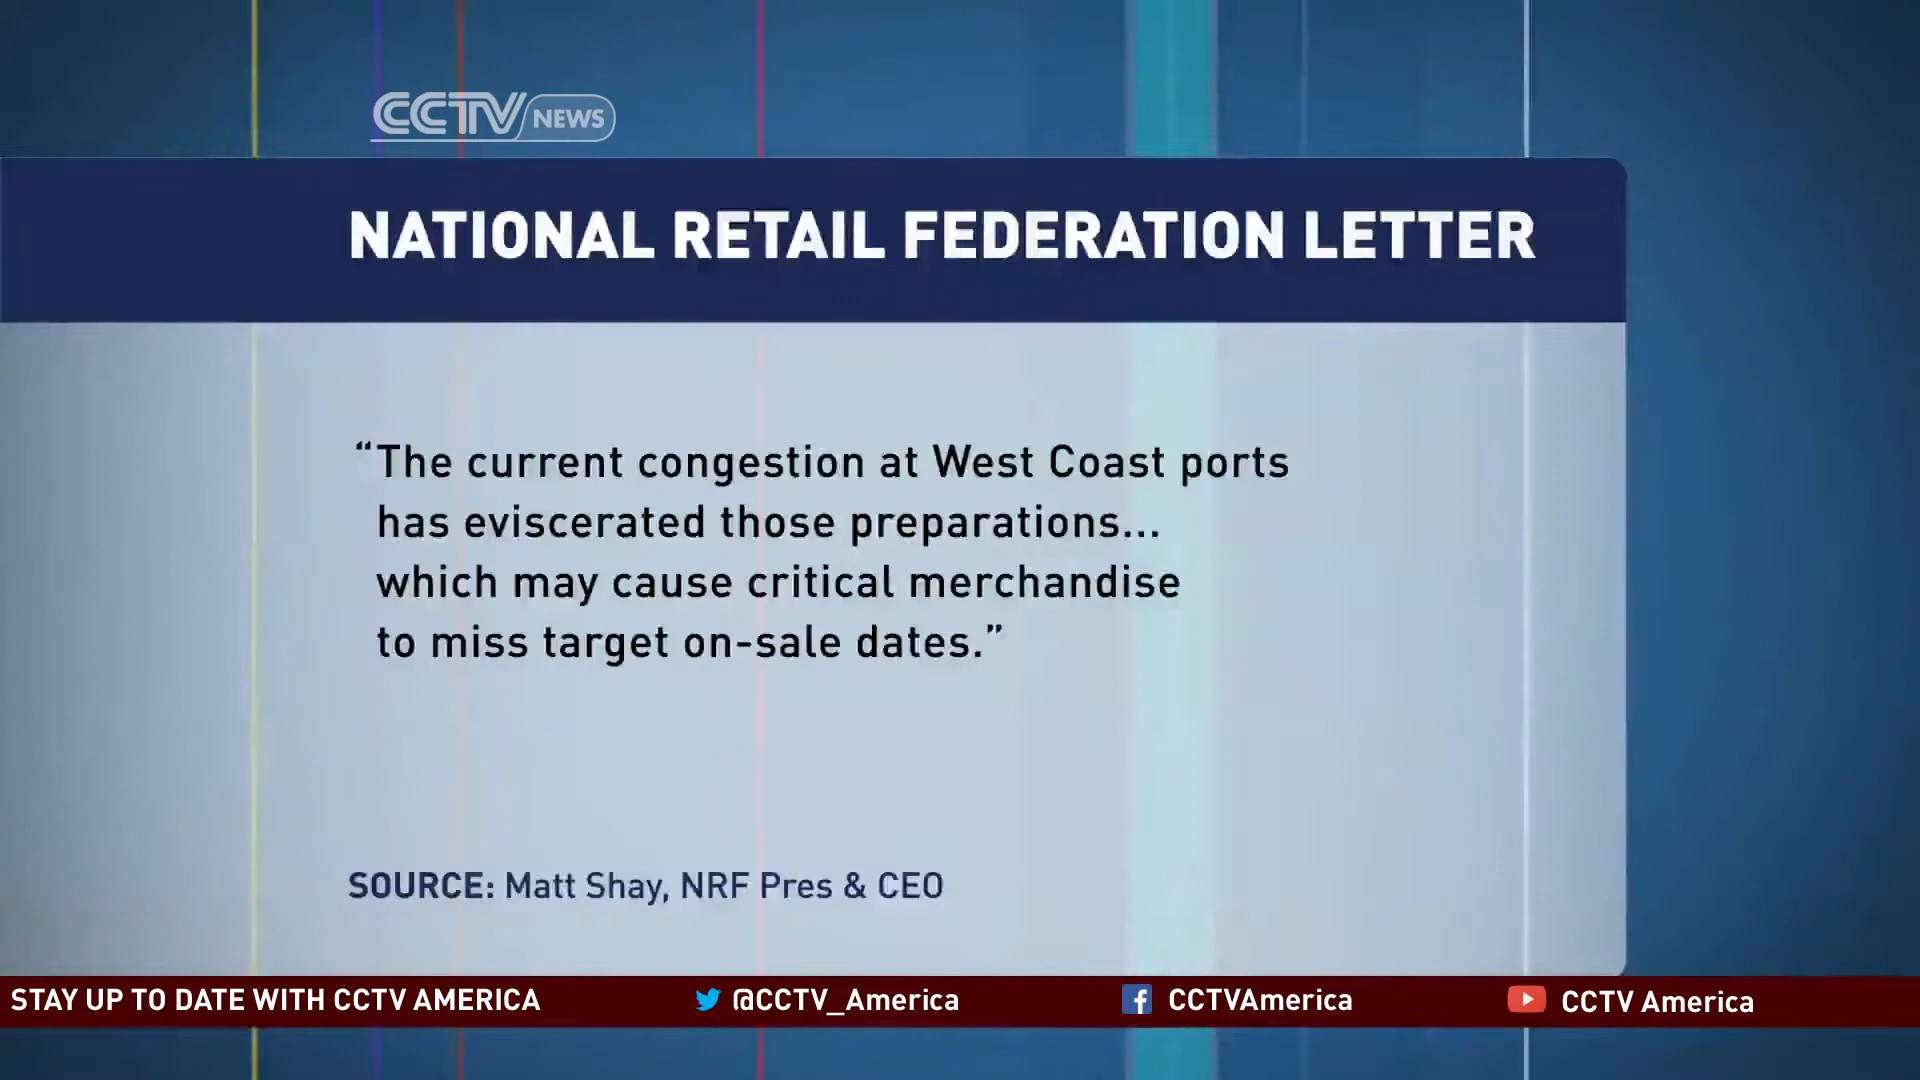 CCTV NEWS
NATIONAL RETAIL FEDERATION LETTER
“The current congestion at West Coast ports
has eviscerated those preparations...
which may cause critical merchandise
to miss target on-sale dates.”
SOURCE: Matt Shay, NRF Pres & CEO
STAY UP TO DATE WITH CCTV AMERICA @CCTV_America CCTVAmerica CCTV America